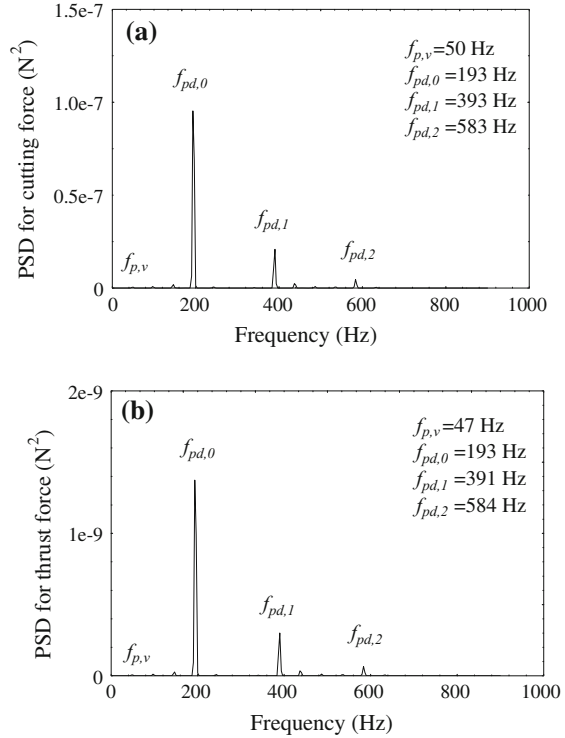 (a)
PSD for cutting force (N²)
1.5e-7
1.0e-7
0.5e-7
0
f_{p,v}=50 Hz
f_{pd,0} =193 Hz
f_{pd,1} =393 Hz
f_{pd,2} =583 Hz
f_{pd,0}
f_{pd,1}
f_{pd,2}
f_{p,v}
0 200 400 600 800 1000
Frequency (Hz)
(b)
PSD for thrust force (N²)
2e-9
1e-9
0
f_{p,v}=47 Hz
f_{pd,0} =193 Hz
f_{pd,1} =391 Hz
f_{pd,2} =584 Hz
f_{pd,0}
f_{pd,1}
f_{pd,2}
f_{p,v}
0 200 400 600 800 1000
Frequency (Hz)